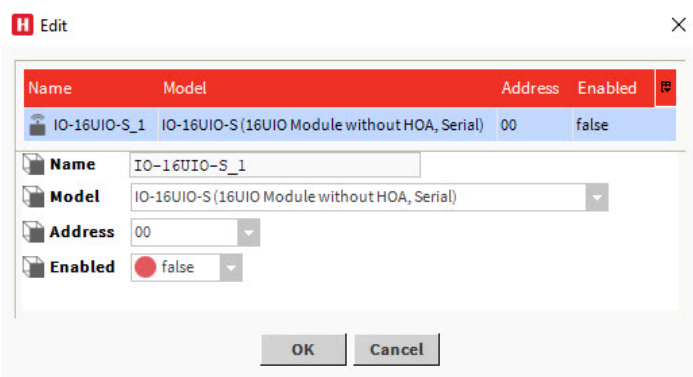 H Edit
Name Model Address Enabled
IO-16UIO-S_1 IO-16UIO-S (16UIO Module without HOA, Serial) 00 false
Name IO-16UIO-S_1
Model IO-16UIO-S (16UIO Module without HOA, Serial)
Address 00
Enabled false
OK Cancel